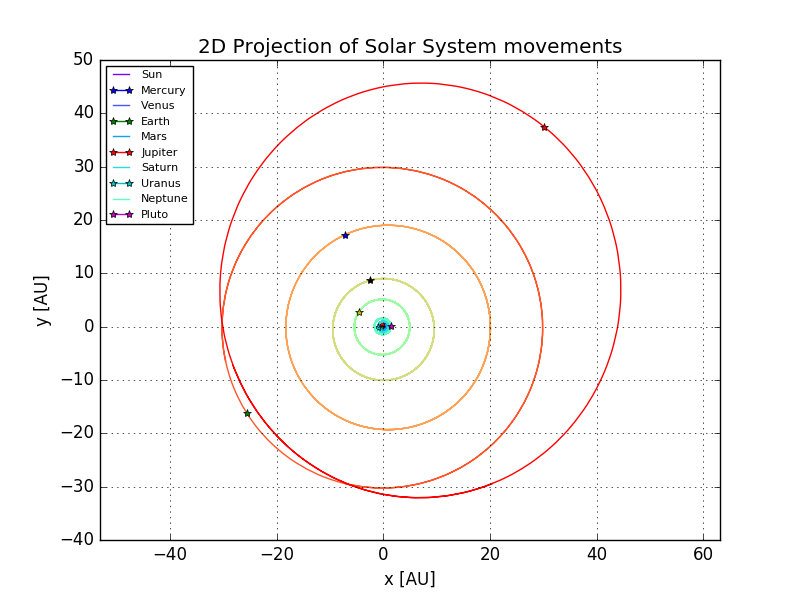 2D Projection of Solar System movements
50
40
30
20
10
0
−10
−20
−30
−40
y [AU]
Sun
Mercury
Venus
Earth
Mars
Jupiter
Saturn
Uranus
Neptune
Pluto
−40 −20 0 20 40 60
x [AU]